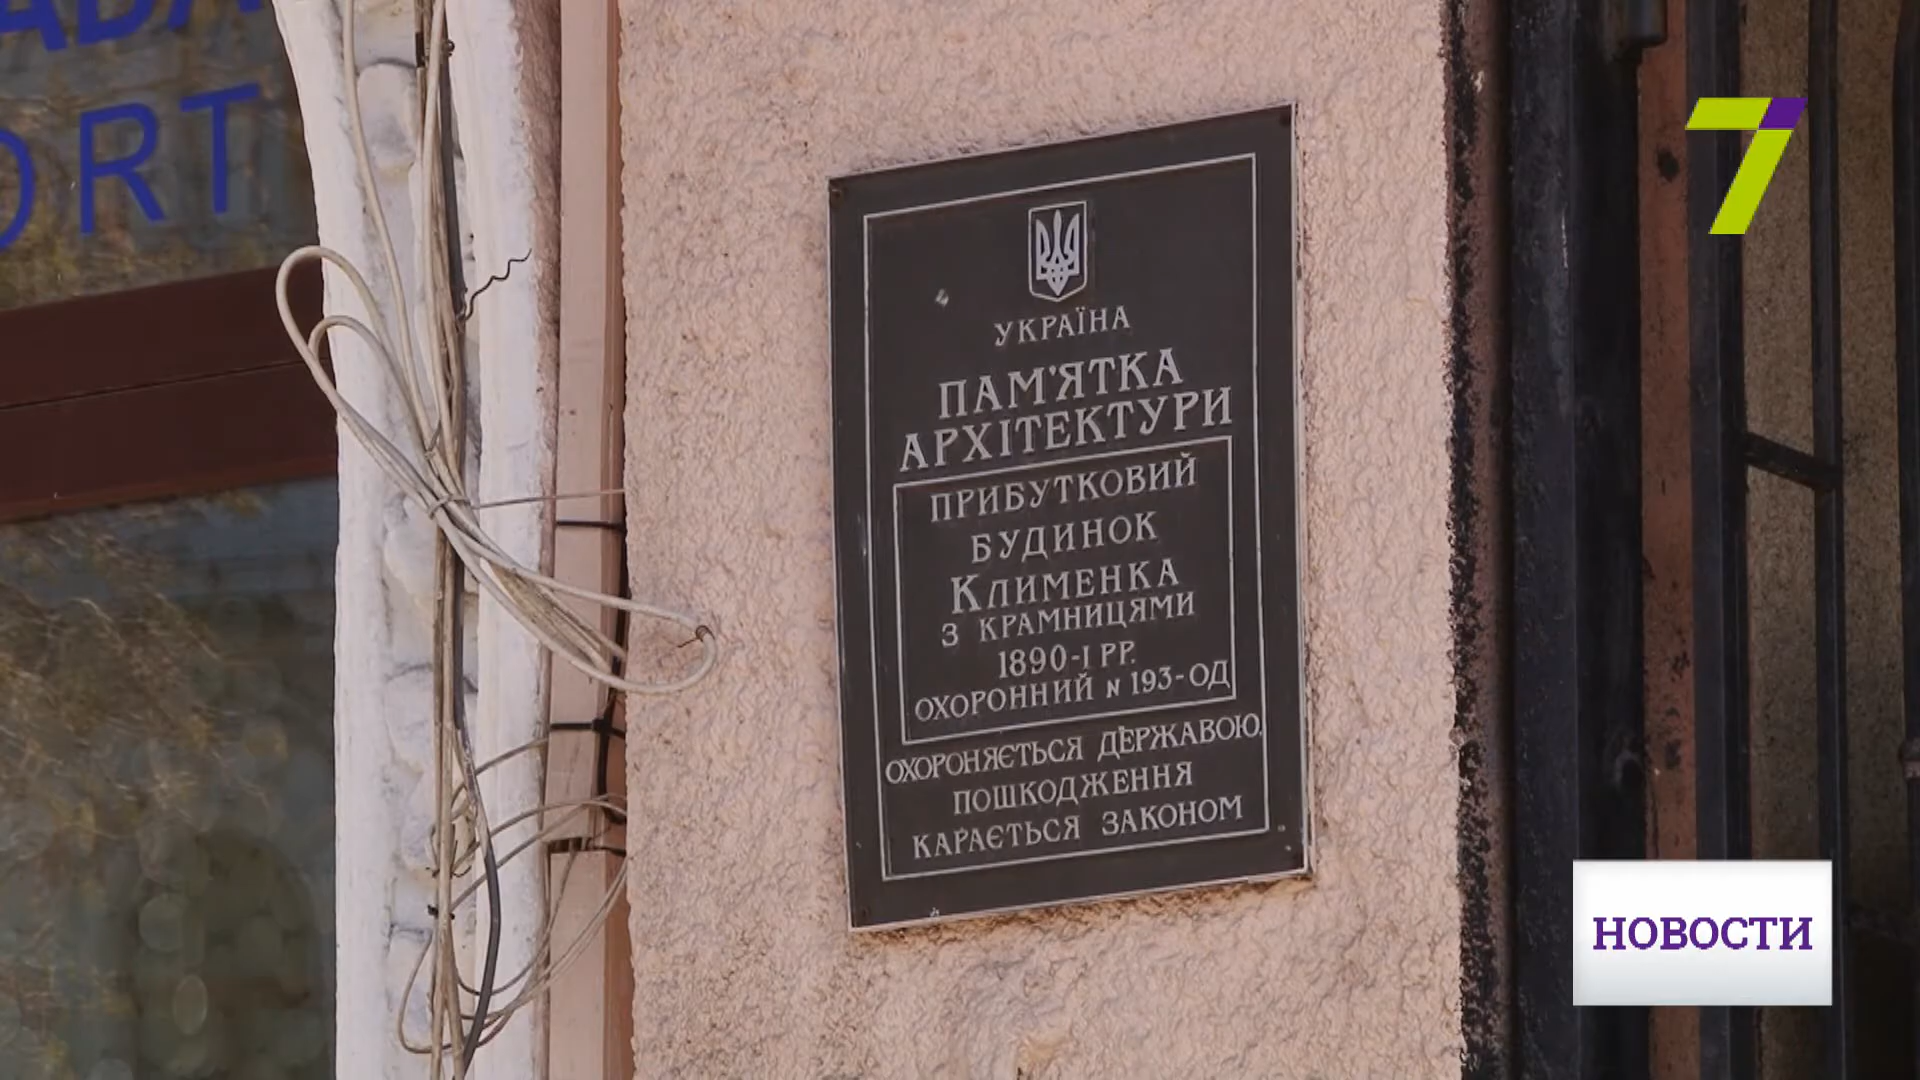 ORT
7
УКРАЇНА
ПАМ'ЯТКА
АРХІТЕКТУРИ
ПРИБУТКОВИЙ
БУДИНОК
КЛИМЕНКА
З КРАМНИЦЯМИ
1890-І РР.
ОХОРОННИЙ N 193-ОД
ОХОРОНЯЄТЬСЯ ДЕРЖАВОЮ.
ПОШКОДЖЕННЯ
КАРАЄТЬСЯ ЗАКОНОМ
НОВОСТИ